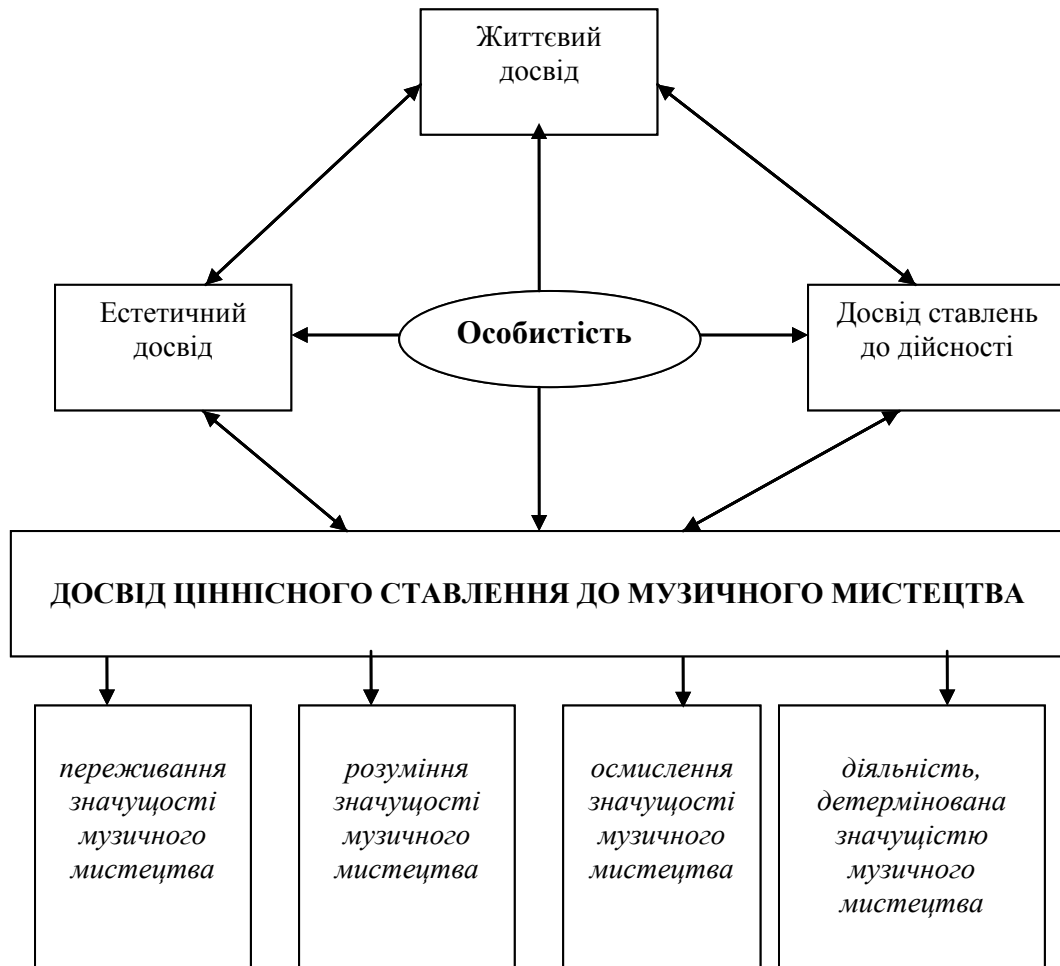 Життєвий
досвід
Естетичний
досвід
Особистість
Досвід ставлень
до дійсності
ДОСВІД ЦІННІСНОГО СТАВЛЕННЯ ДО МУЗИЧНОГО МИСТЕЦТВА
переживання
значущості
музичного
мистецтва
розуміння
значущості
музичного
мистецтва
осмислення
значущості
музичного
мистецтва
діяльність,
детермінована
значущістю
музичного
мистецтва